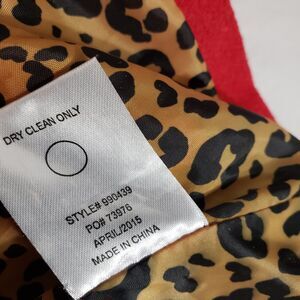 DRY CLEAN ONLY
STYLE# 990439
PO# 73976
APRIL/2015
MADE IN CHINA